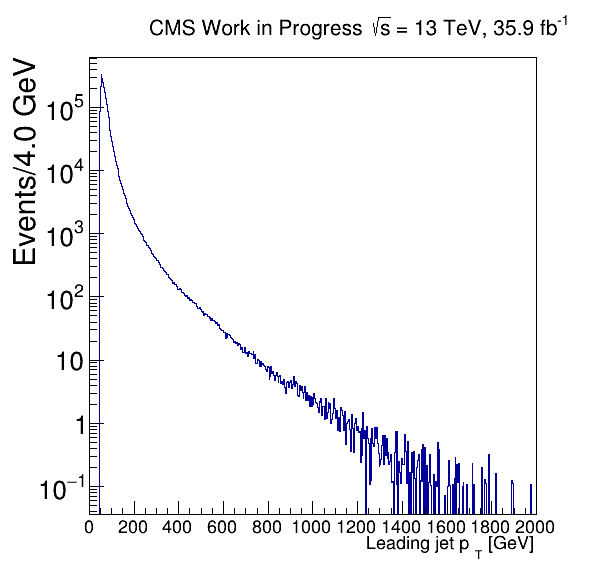 CMS Work in Progress √s = 13 TeV, 35.9 fb⁻¹
Events/4.0 GeV
10⁵
10⁴
10³
10²
10
1
10⁻¹
0 200 400 600 800 1000 1200 1400 1600 1800 2000
Leading jet p_T [GeV]